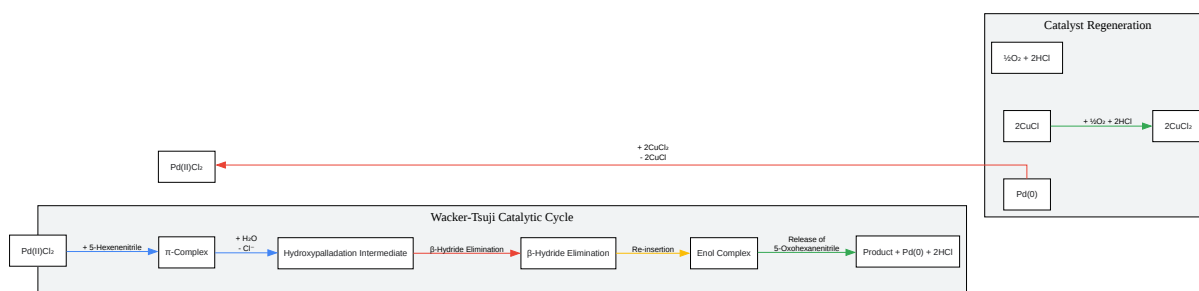 Catalyst Regeneration
½O₂ + 2HCl
2CuCl
+ ½O₂ + 2HCl
2CuCl₂
+ 2CuCl₂
- 2CuCl
Pd(II)Cl₂
Pd(0)
Wacker-Tsuji Catalytic Cycle
Pd(II)Cl₂
+ 5-Hexenenitrile
π-Complex
+ H₂O
- Cl⁻
Hydroxypalladation Intermediate
β-Hydride Elimination
β-Hydride Elimination
Re-insertion
Enol Complex
Release of
5-Oxohexanenitrile
Product + Pd(0) + 2HCl